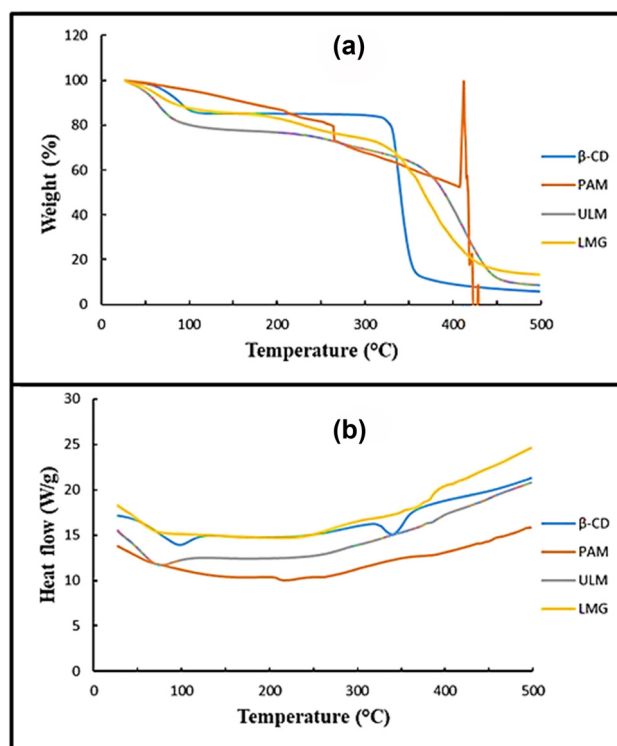 (a)
120
100
80
60
40
20
0
Weight (%)
0 100 200 300 400 500
Temperature (°C)
β-CD
PAM
ULM
LMG
(b)
30
25
20
15
10
5
0
Heat flow (W/g)
0 100 200 300 400 500
Temperature (°C)
β-CD
PAM
ULM
LMG